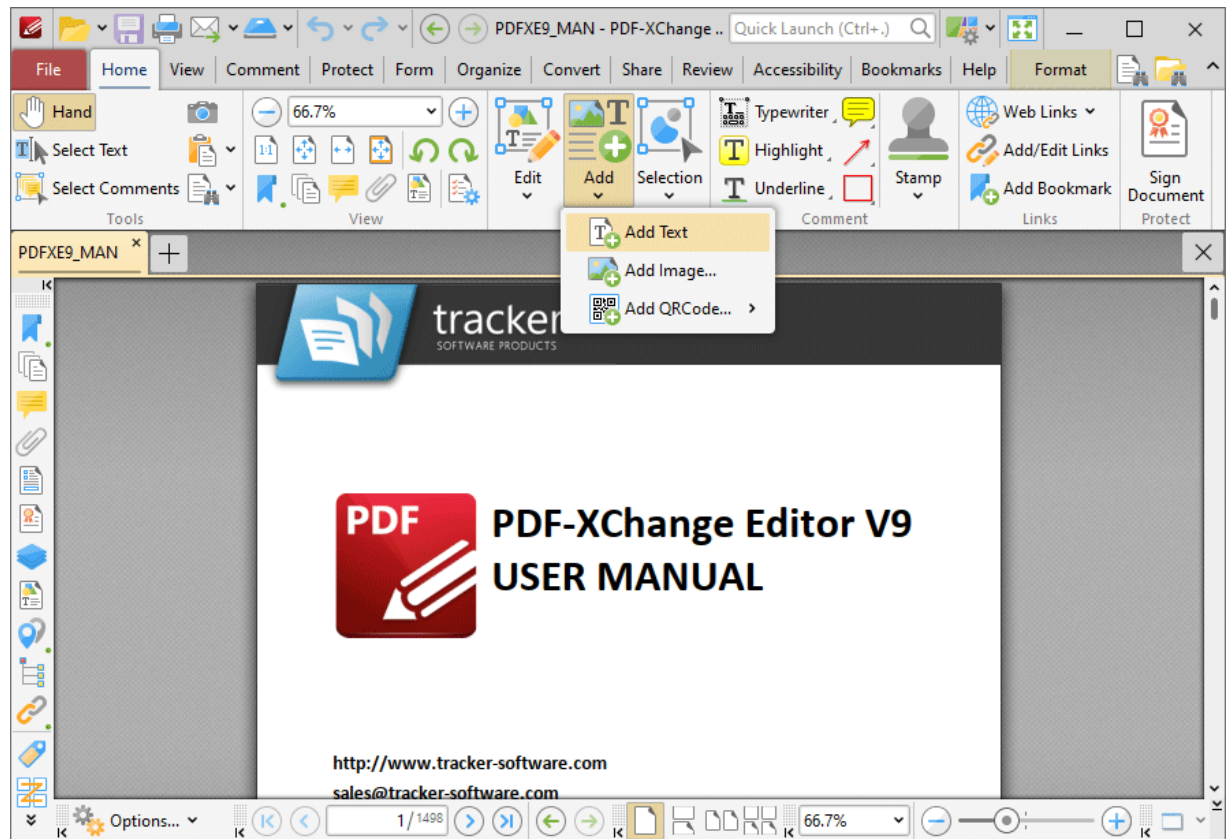 PDFXE9_MAN - PDF-XChange ..
Quick Launch (Ctrl+.)
File
Home
View
Comment
Protect
Form
Organize
Convert
Share
Review
Accessibility
Bookmarks
Help
Format
Hand
Select Text
Select Comments
Tools
66.7%
1:1
View
Edit
Add
Selection
Typewriter
Highlight
Underline
Comment
Stamp
Web Links
Add/Edit Links
Add Bookmark
Links
Sign
Document
Protect
Add Text
Add Image...
Add QRCode...
PDFXE9_MAN
tracker
SOFTWARE PRODUCTS
PDF
PDF-XChange Editor V9
USER MANUAL
http://www.tracker-software.com
sales@tracker-software.com
Options...
1/1498
66.7%